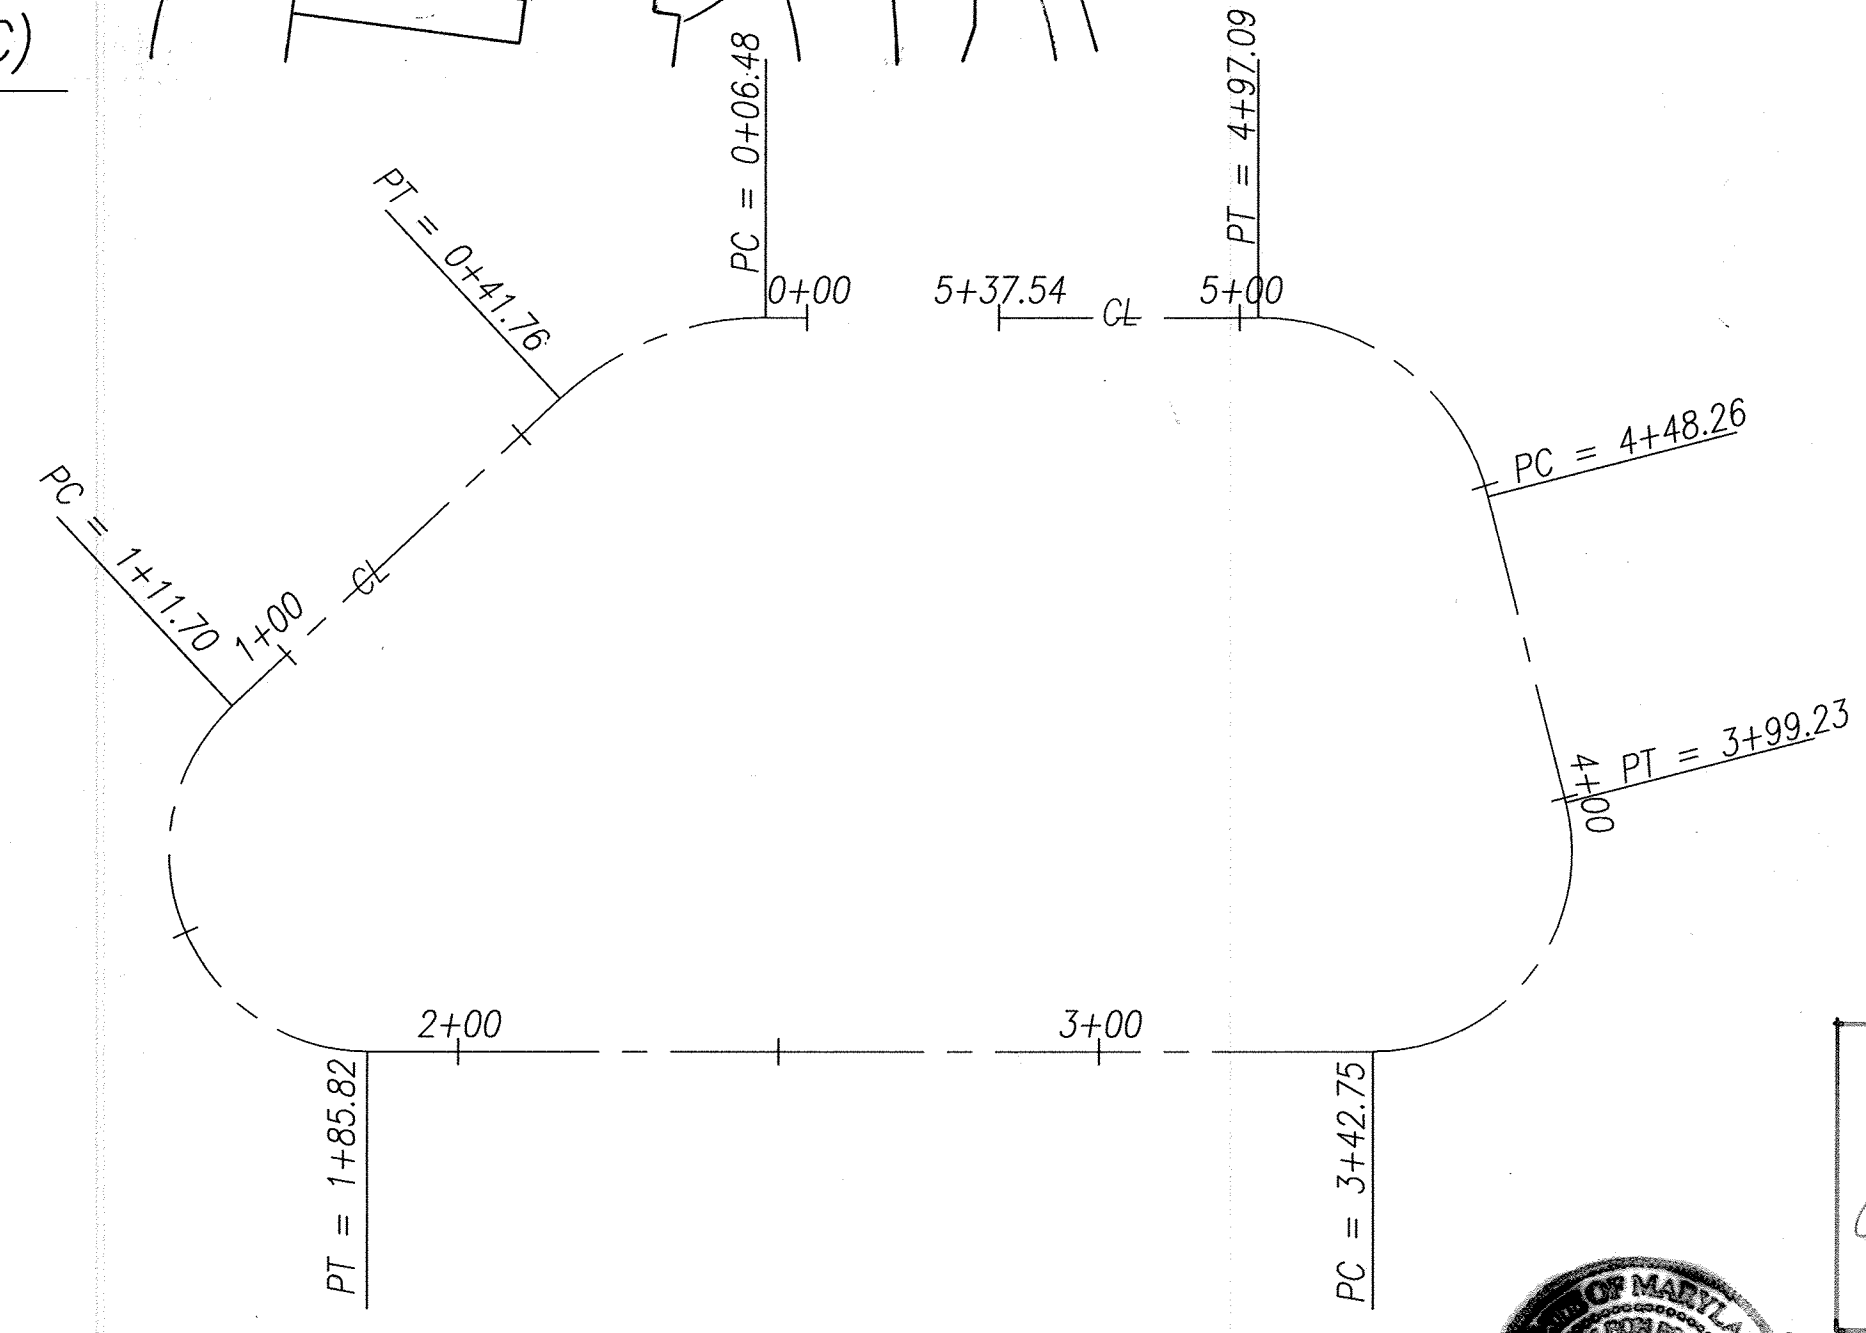 C)
PC = 0+06.48
PT = 4+97.09
PT = 0+41.76
0+00
5+37.54
CL
5+00
PC = 4+48.26
PC = 1+11.70
1+00
CL
PT = 3+99.23
4+00
2+00
3+00
PT = 1+85.82
PC = 3+42.75
OF MARYLA